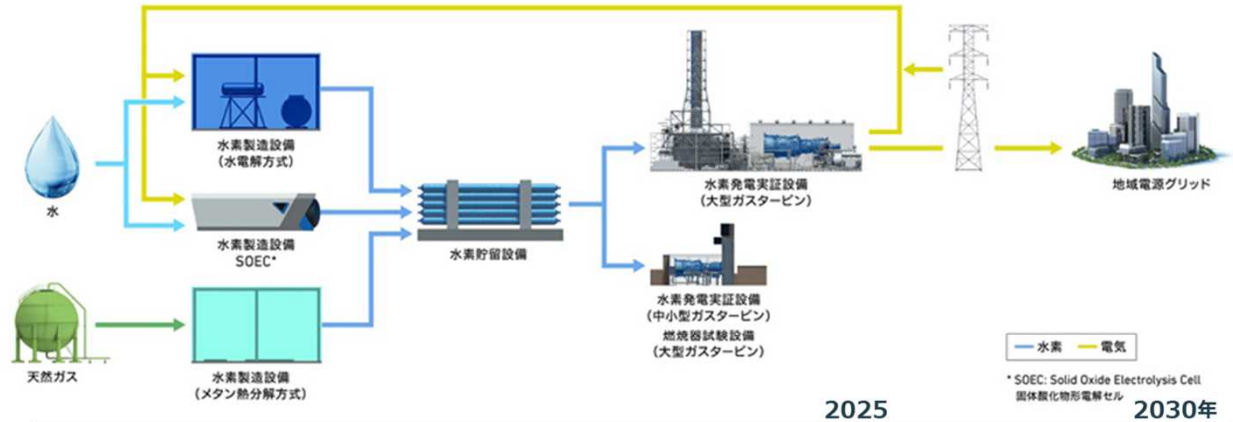 水
水素製造設備
(水電解方式)
水素製造設備
SOEC*
天然ガス
水素製造設備
(メタン熱分解方式)
水素貯留設備
水素発電実証設備
(大型ガスタービン)
水素発電実証設備
(中小型ガスタービン)
燃焼器試験設備
(大型ガスタービン)
地域電源グリッド
水素 電気
* SOEC: Solid Oxide Electrolysis Cell
固体酸化物形電解セル
2025
2030年